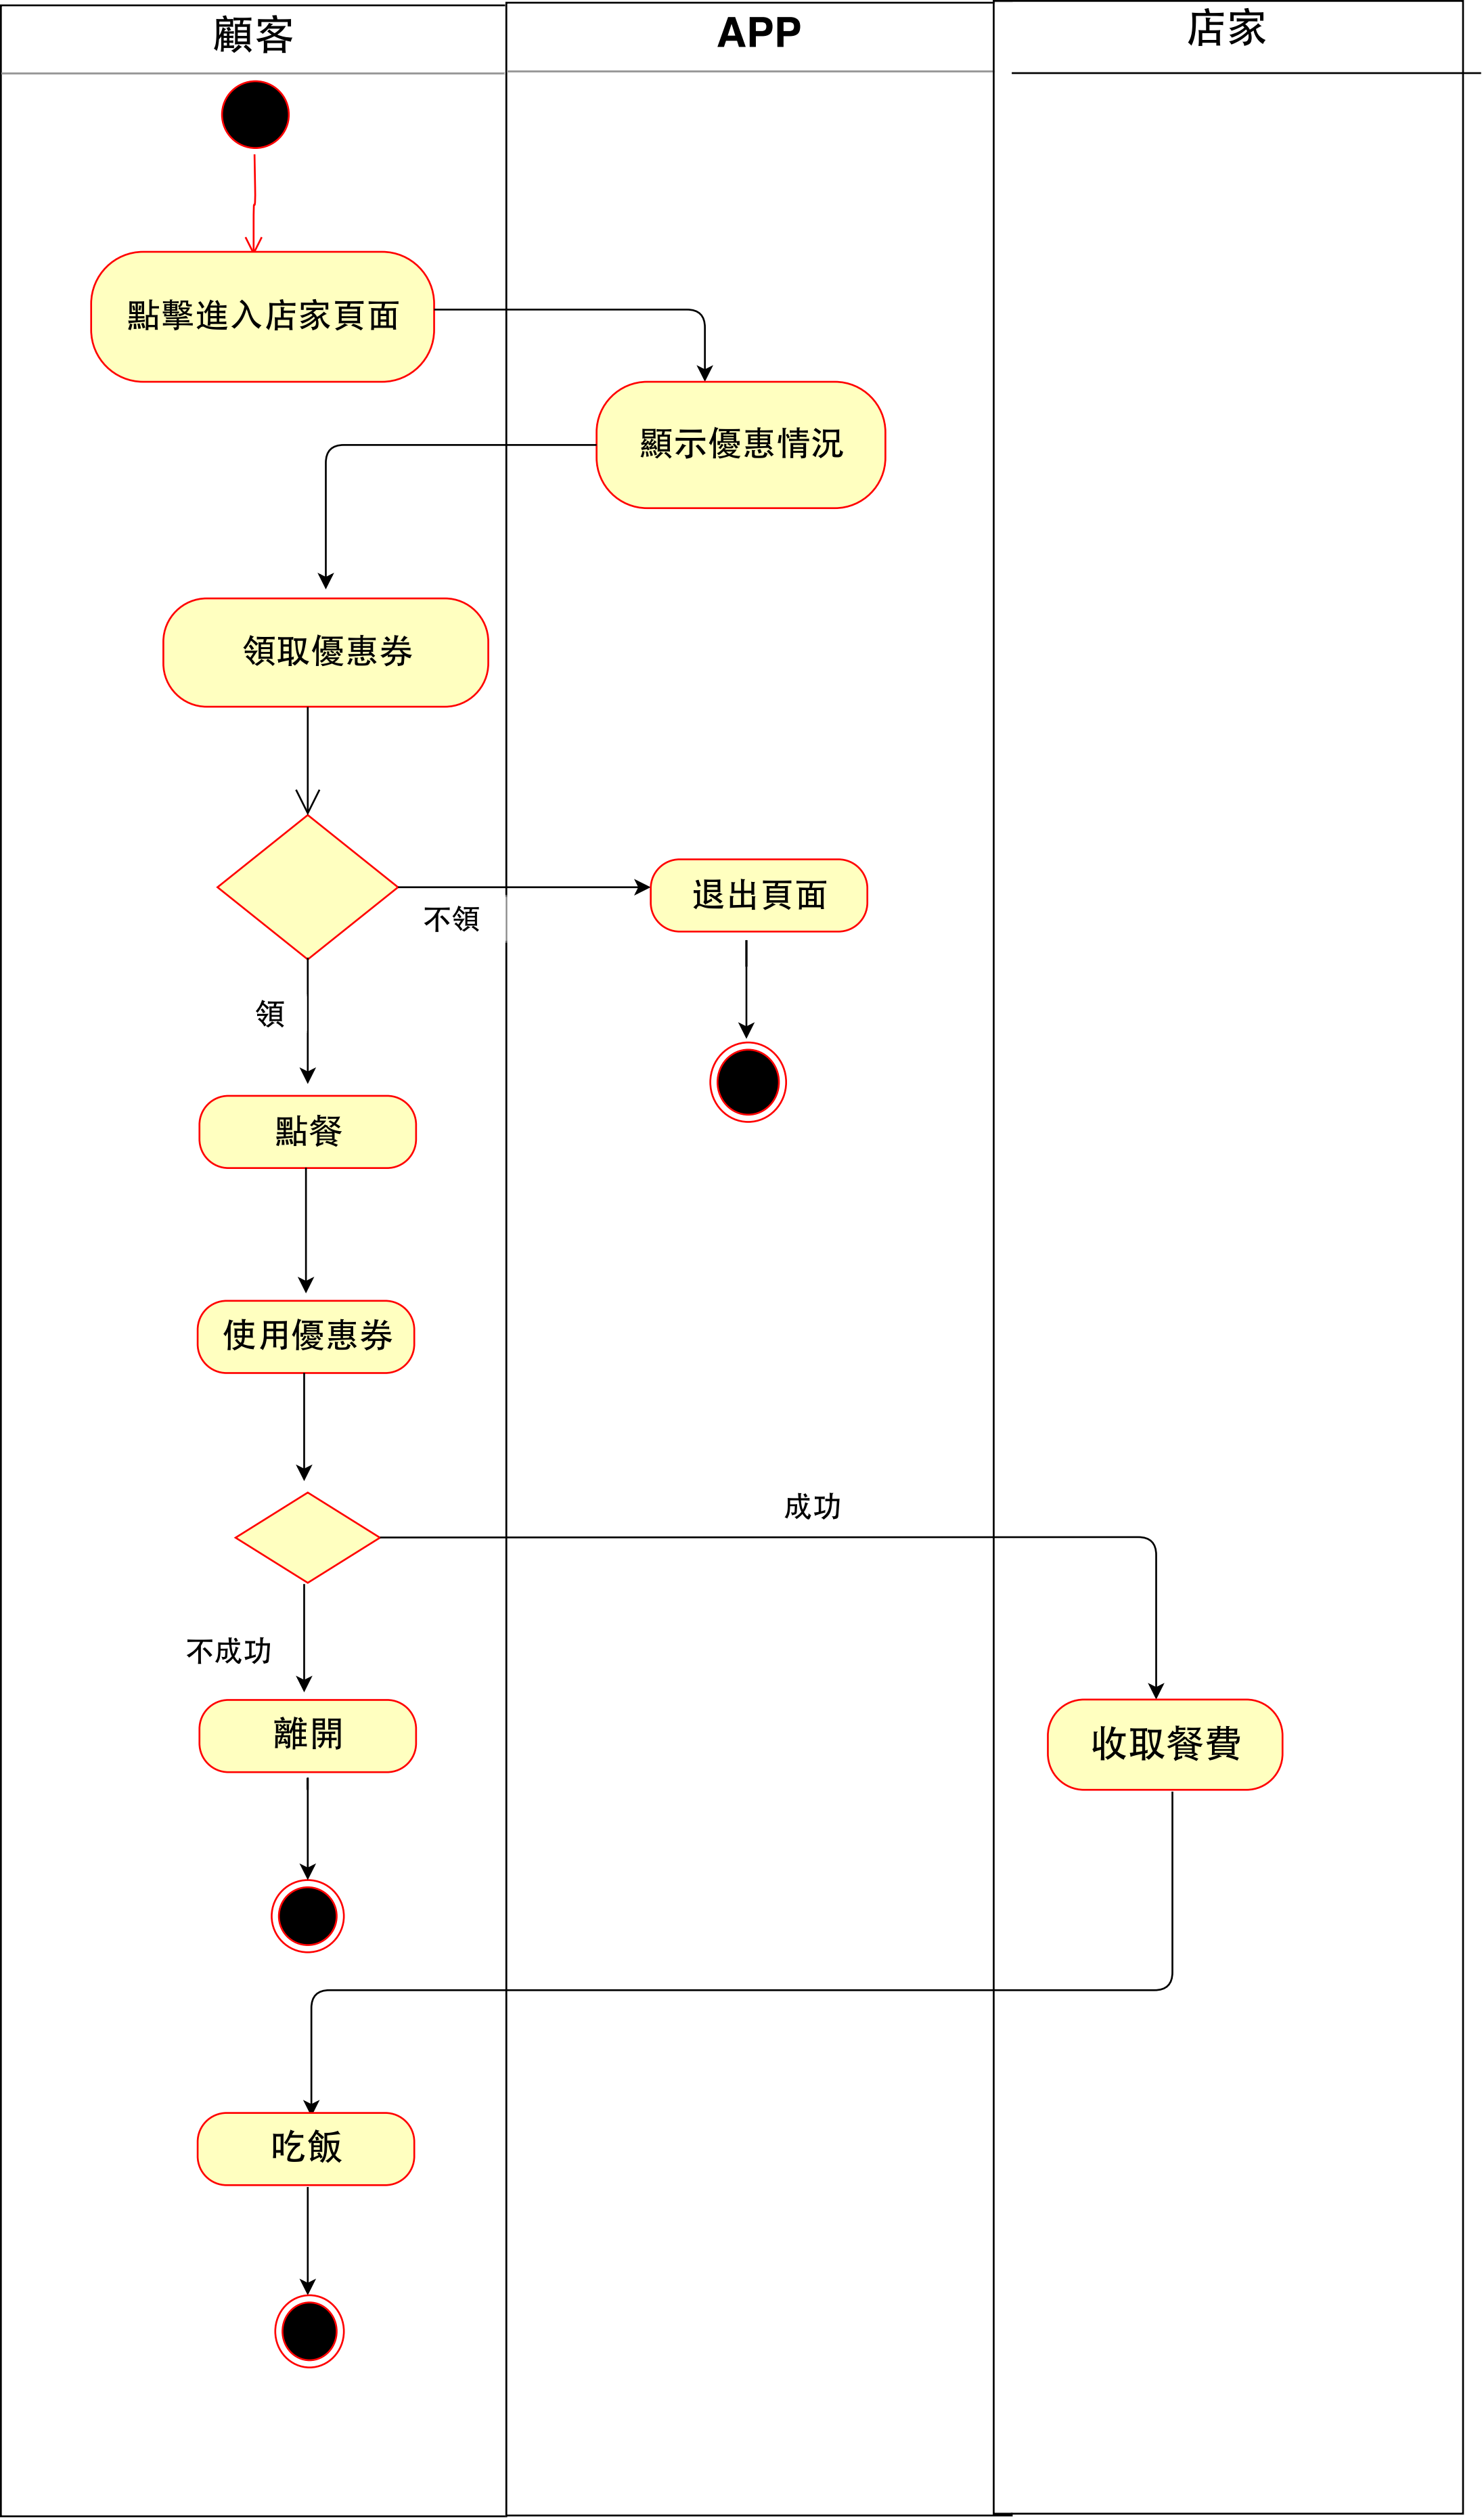 顧客
APP
店家
點擊進入店家頁面
顯示優惠情況
領取優惠券
不領
退出頁面
領
點餐
使用優惠券
成功
不成功
離開
收取餐費
吃飯